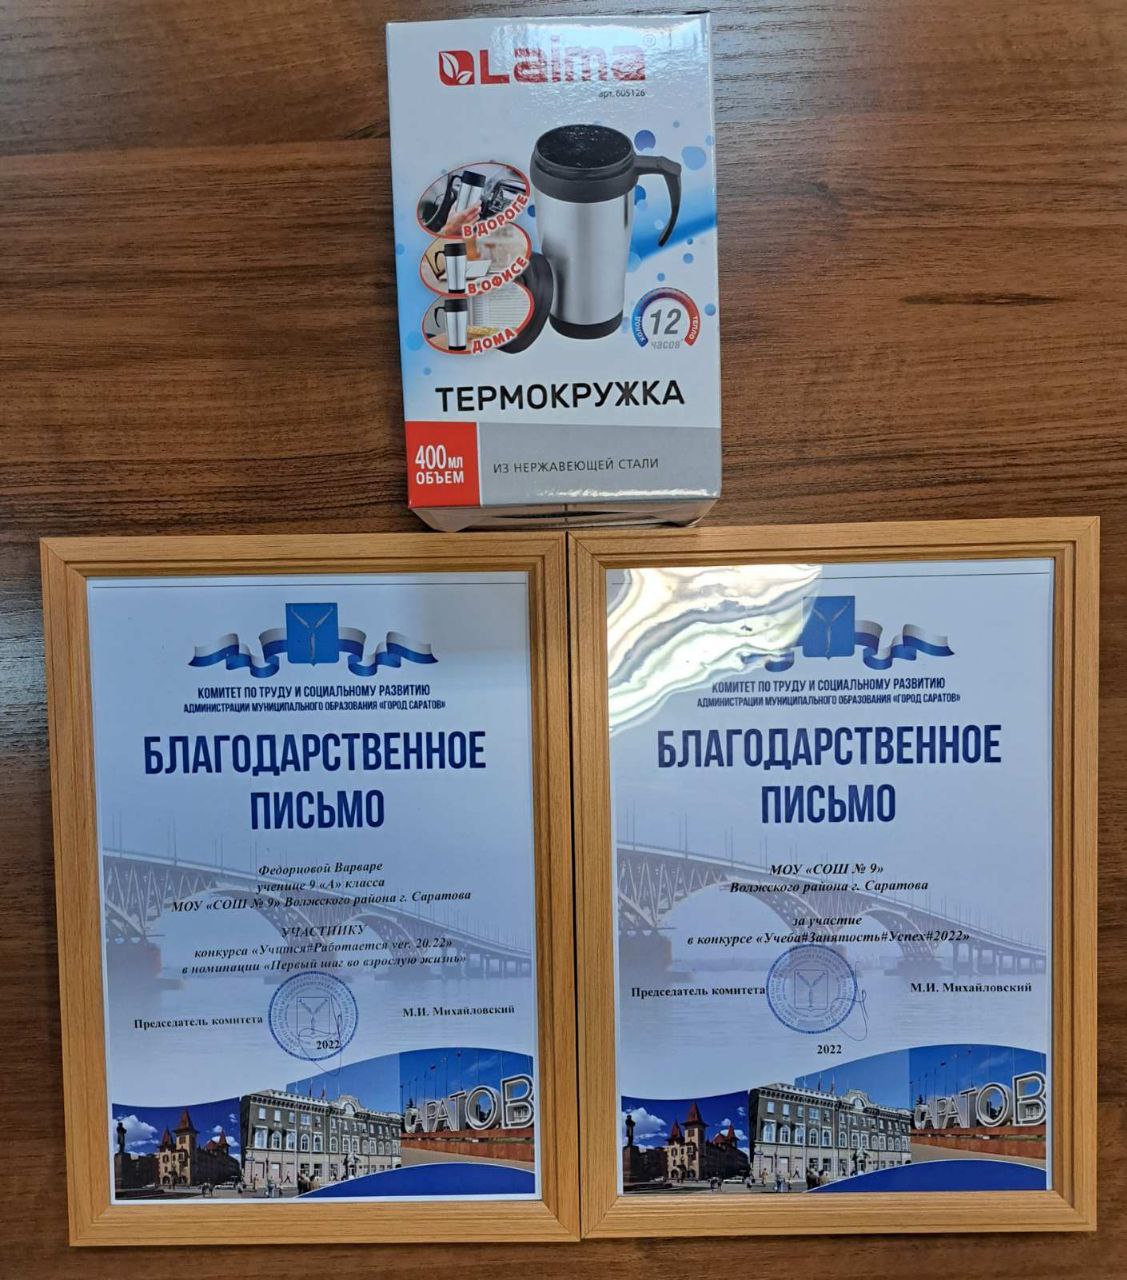 Laima
арт. 605126
В ДОРОГЕ
В ОФИСЕ
ДОМА
ХОЛОД
ТЕПЛО
12
часов
ТЕРМОКРУЖКА
400 мл
ОБЪЕМ
ИЗ НЕРЖАВЕЮЩЕЙ СТАЛИ
КОМИТЕТ ПО ТРУДУ И СОЦИАЛЬНОМУ РАЗВИТИЮ
АДМИНИСТРАЦИИ МУНИЦИПАЛЬНОГО ОБРАЗОВАНИЯ «ГОРОД САРАТОВ»
БЛАГОДАРСТВЕННОЕ
ПИСЬМО
Федорцовой Варваре
ученице 9 «А» класса
МОУ «СОШ № 9» Волжского района г. Саратова
УЧАСТНИКУ
конкурса «Учится#Работается ver. 20.22»
в номинации «Первый шаг во взрослую жизнь»
Председатель комитета
М.И. Михайловский
2022
САРАТОВ
КОМИТЕТ ПО ТРУДУ И СОЦИАЛЬНОМУ РАЗВИТИЮ
АДМИНИСТРАЦИИ МУНИЦИПАЛЬНОГО ОБРАЗОВАНИЯ «ГОРОД САРАТОВ»
БЛАГОДАРСТВЕННОЕ
ПИСЬМО
МОУ «СОШ № 9»
Волжского района г. Саратова
за участие
в конкурсе «Учеба#Занятость#Успех#2022»
Председатель комитета
М.И. Михайловский
2022
САРАТОВ